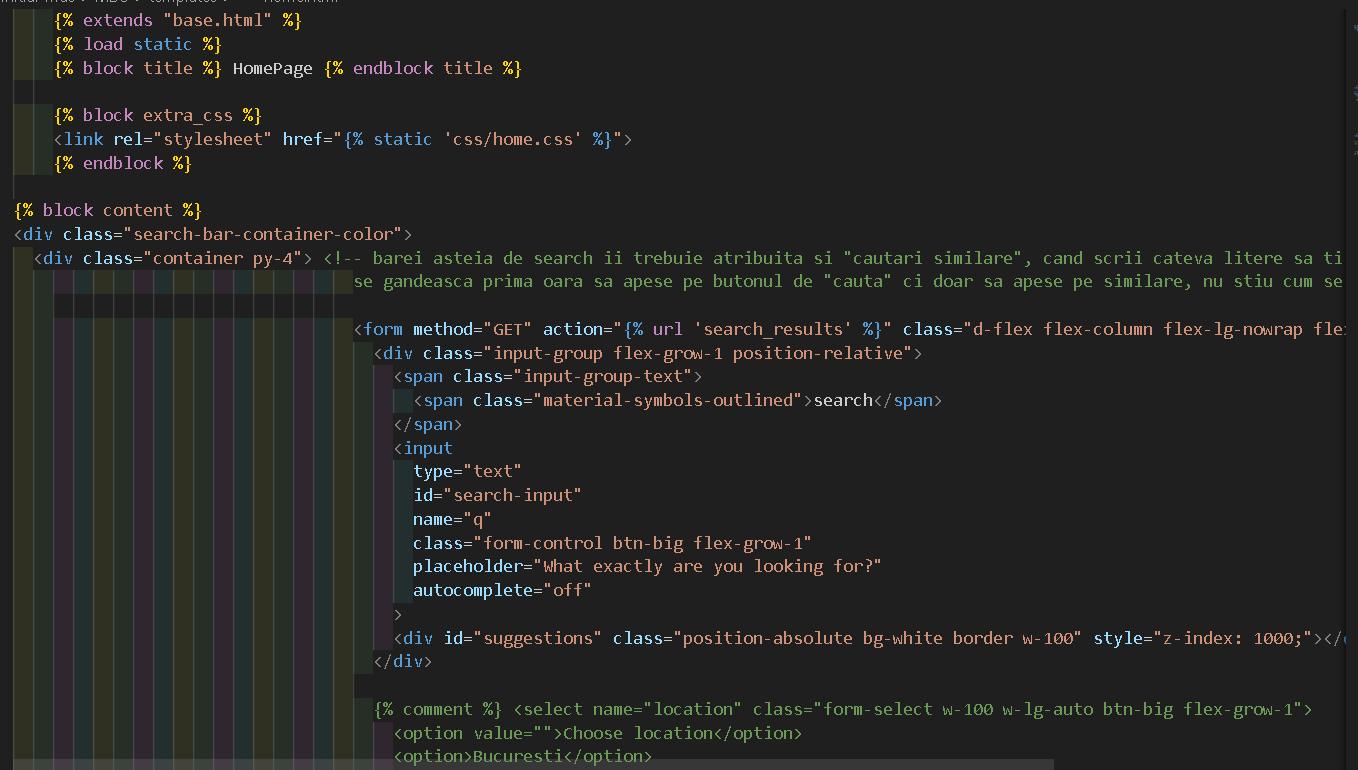 {% extends "base.html" %}
{% load static %}
{% block title %} HomePage {% endblock title %}
{% block extra_css %}
<link rel="stylesheet" href="{% static 'css/home.css' %}">
{% endblock %}
{% block content %}
<div class="search-bar-container-color">
<div class="container py-4"> <!-- barei asteia de search ii trebuie atribuita si "cautari similare", cand scrii cateva litere sa ti
se gandeasca prima oara sa apese pe butonul de "cauta" ci doar sa apese pe similare, nu stiu cum se
<form method="GET" action="{% url 'search_results' %}" class="d-flex flex-column flex-lg-nowrap
<div class="input-group flex-grow-1 position-relative">
<span class="input-group-text">
<span class="material-symbols-outlined">search</span>
</span>
<input
type="text"
id="search-input"
name="q"
class="form-control btn-big flex-grow-1"
placeholder="What exactly are you looking for?"
autocomplete="off"
>
<div id="suggestions" class="position-absolute bg-white border w-100" style="z-index: 1000;"></
</div>
{% comment %} <select name="location" class="form-select w-100 w-lg-auto btn-big flex-grow-1">
<option value="">Choose location</option>
<option>Bucuresti</option>